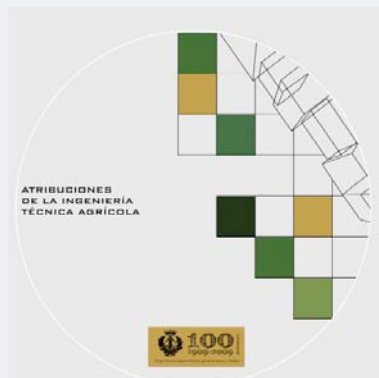 ATRIBUCIONES
DE LA INGENIERÍA
TÉCNICA AGRÍCOLA
100
1909-2009